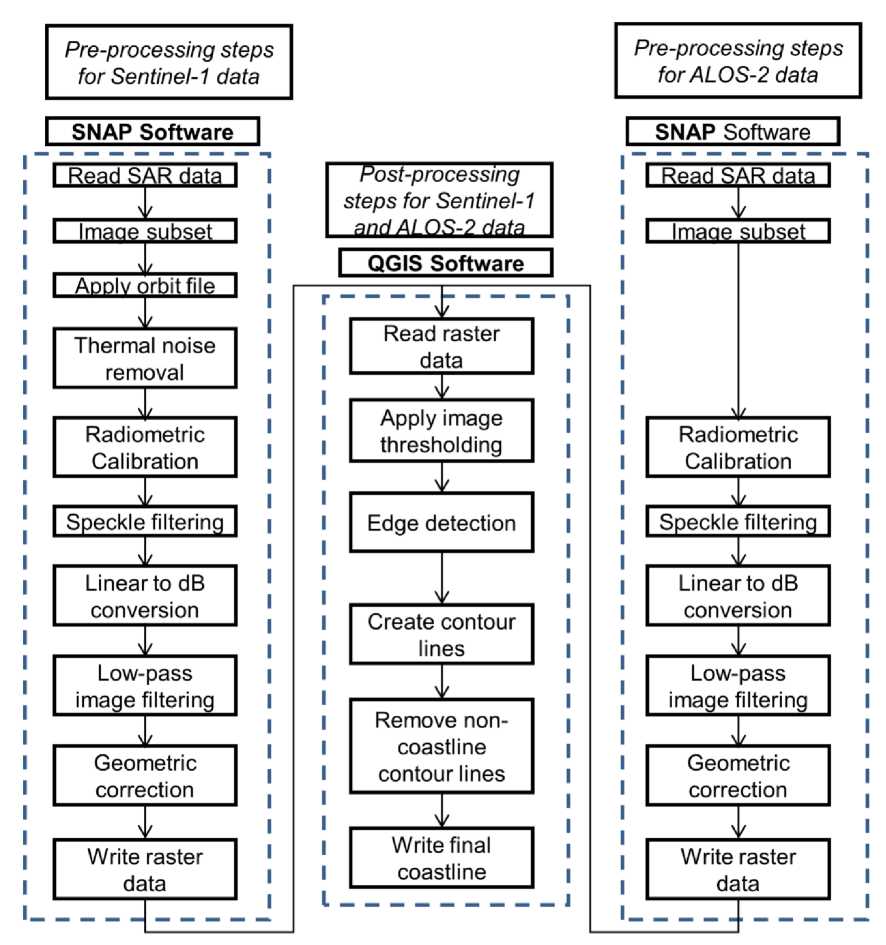 Pre-processing steps
for Sentinel-1 data
SNAP Software
Read SAR data
Image subset
Apply orbit file
Thermal noise
removal
Radiometric
Calibration
Speckle filtering
Linear to dB
conversion
Low-pass
image filtering
Geometric
correction
Write raster
data
Post-processing
steps for Sentinel-1
and ALOS-2 data
QGIS Software
Read raster
data
Apply image
thresholding
Edge detection
Create contour
lines
Remove non-
coastline
contour lines
Write final
coastline
Pre-processing steps
for ALOS-2 data
SNAP Software
Read SAR data
Image subset
Radiometric
Calibration
Speckle filtering
Linear to dB
conversion
Low-pass
image filtering
Geometric
correction
Write raster
data